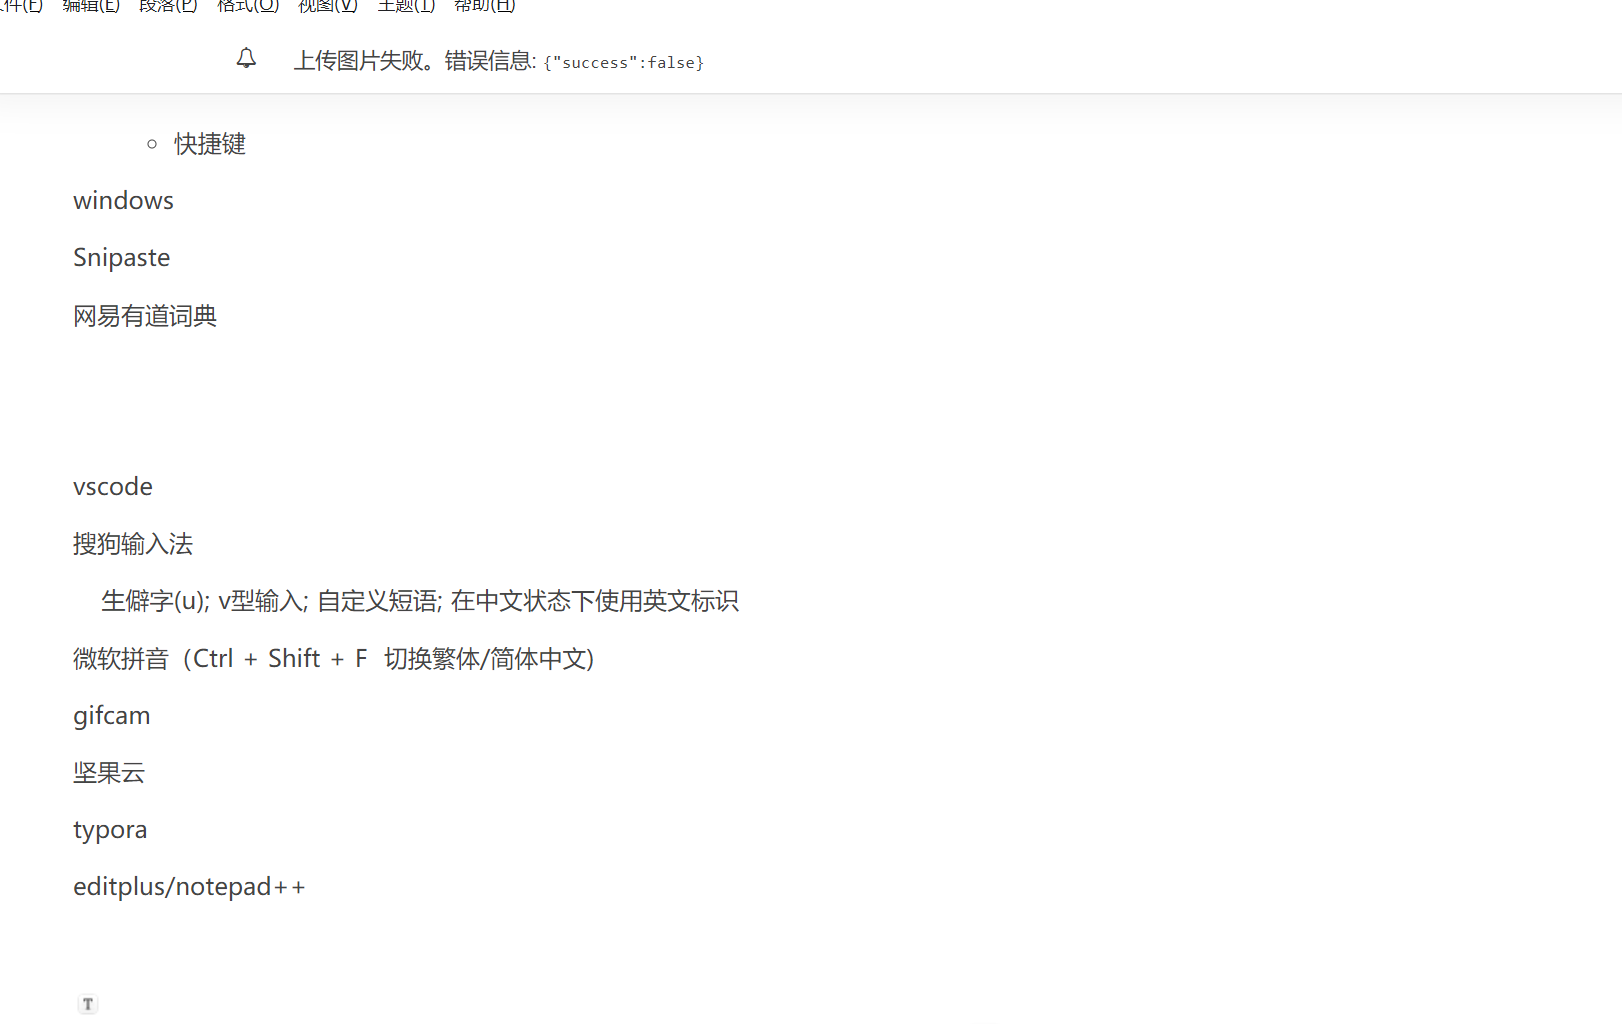 件(F) 编辑(E) 段落(P) 格式(O) 视图(V) 主题(T) 帮助(H)
上传图片失败。错误信息: {"success":false}
快捷键
windows
Snipaste
网易有道词典
vscode
搜狗输入法
生僻字(u); v型输入; 自定义短语; 在中文状态下使用英文标识
微软拼音（Ctrl + Shift + F 切换繁体/简体中文)
gifcam
坚果云
typora
editplus/notepad++
T